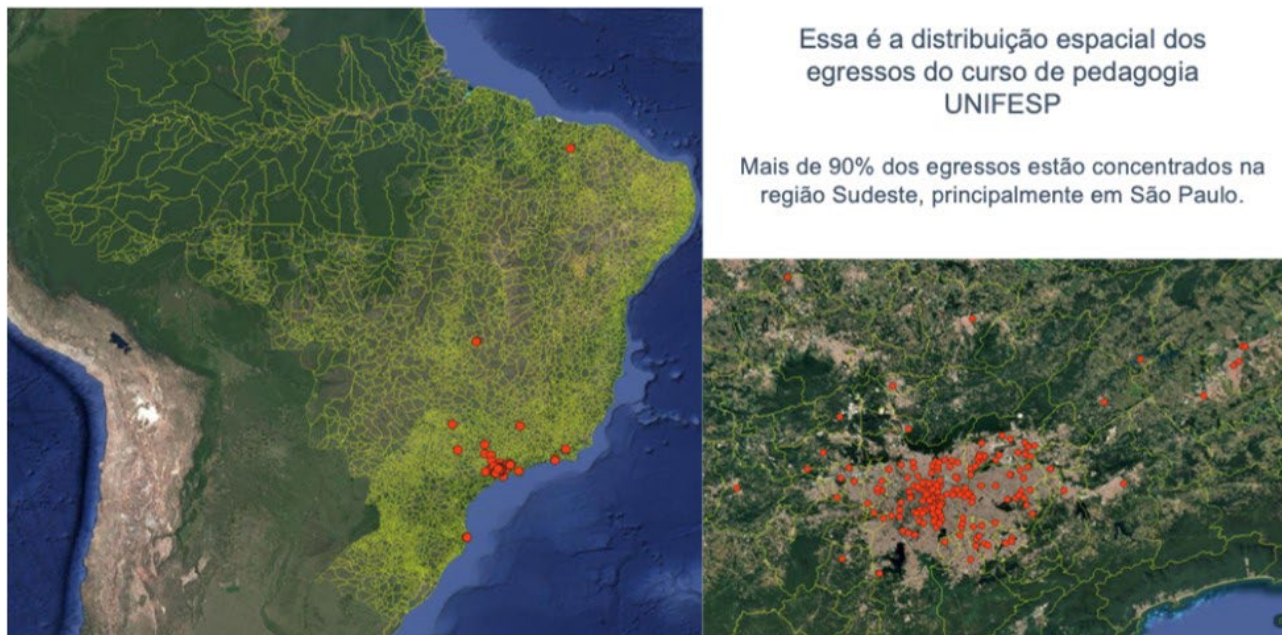 Essa é a distribuição espacial dos
egressos do curso de pedagogia
UNIFESP
Mais de 90% dos egressos estão concentrados na
região Sudeste, principalmente em São Paulo.